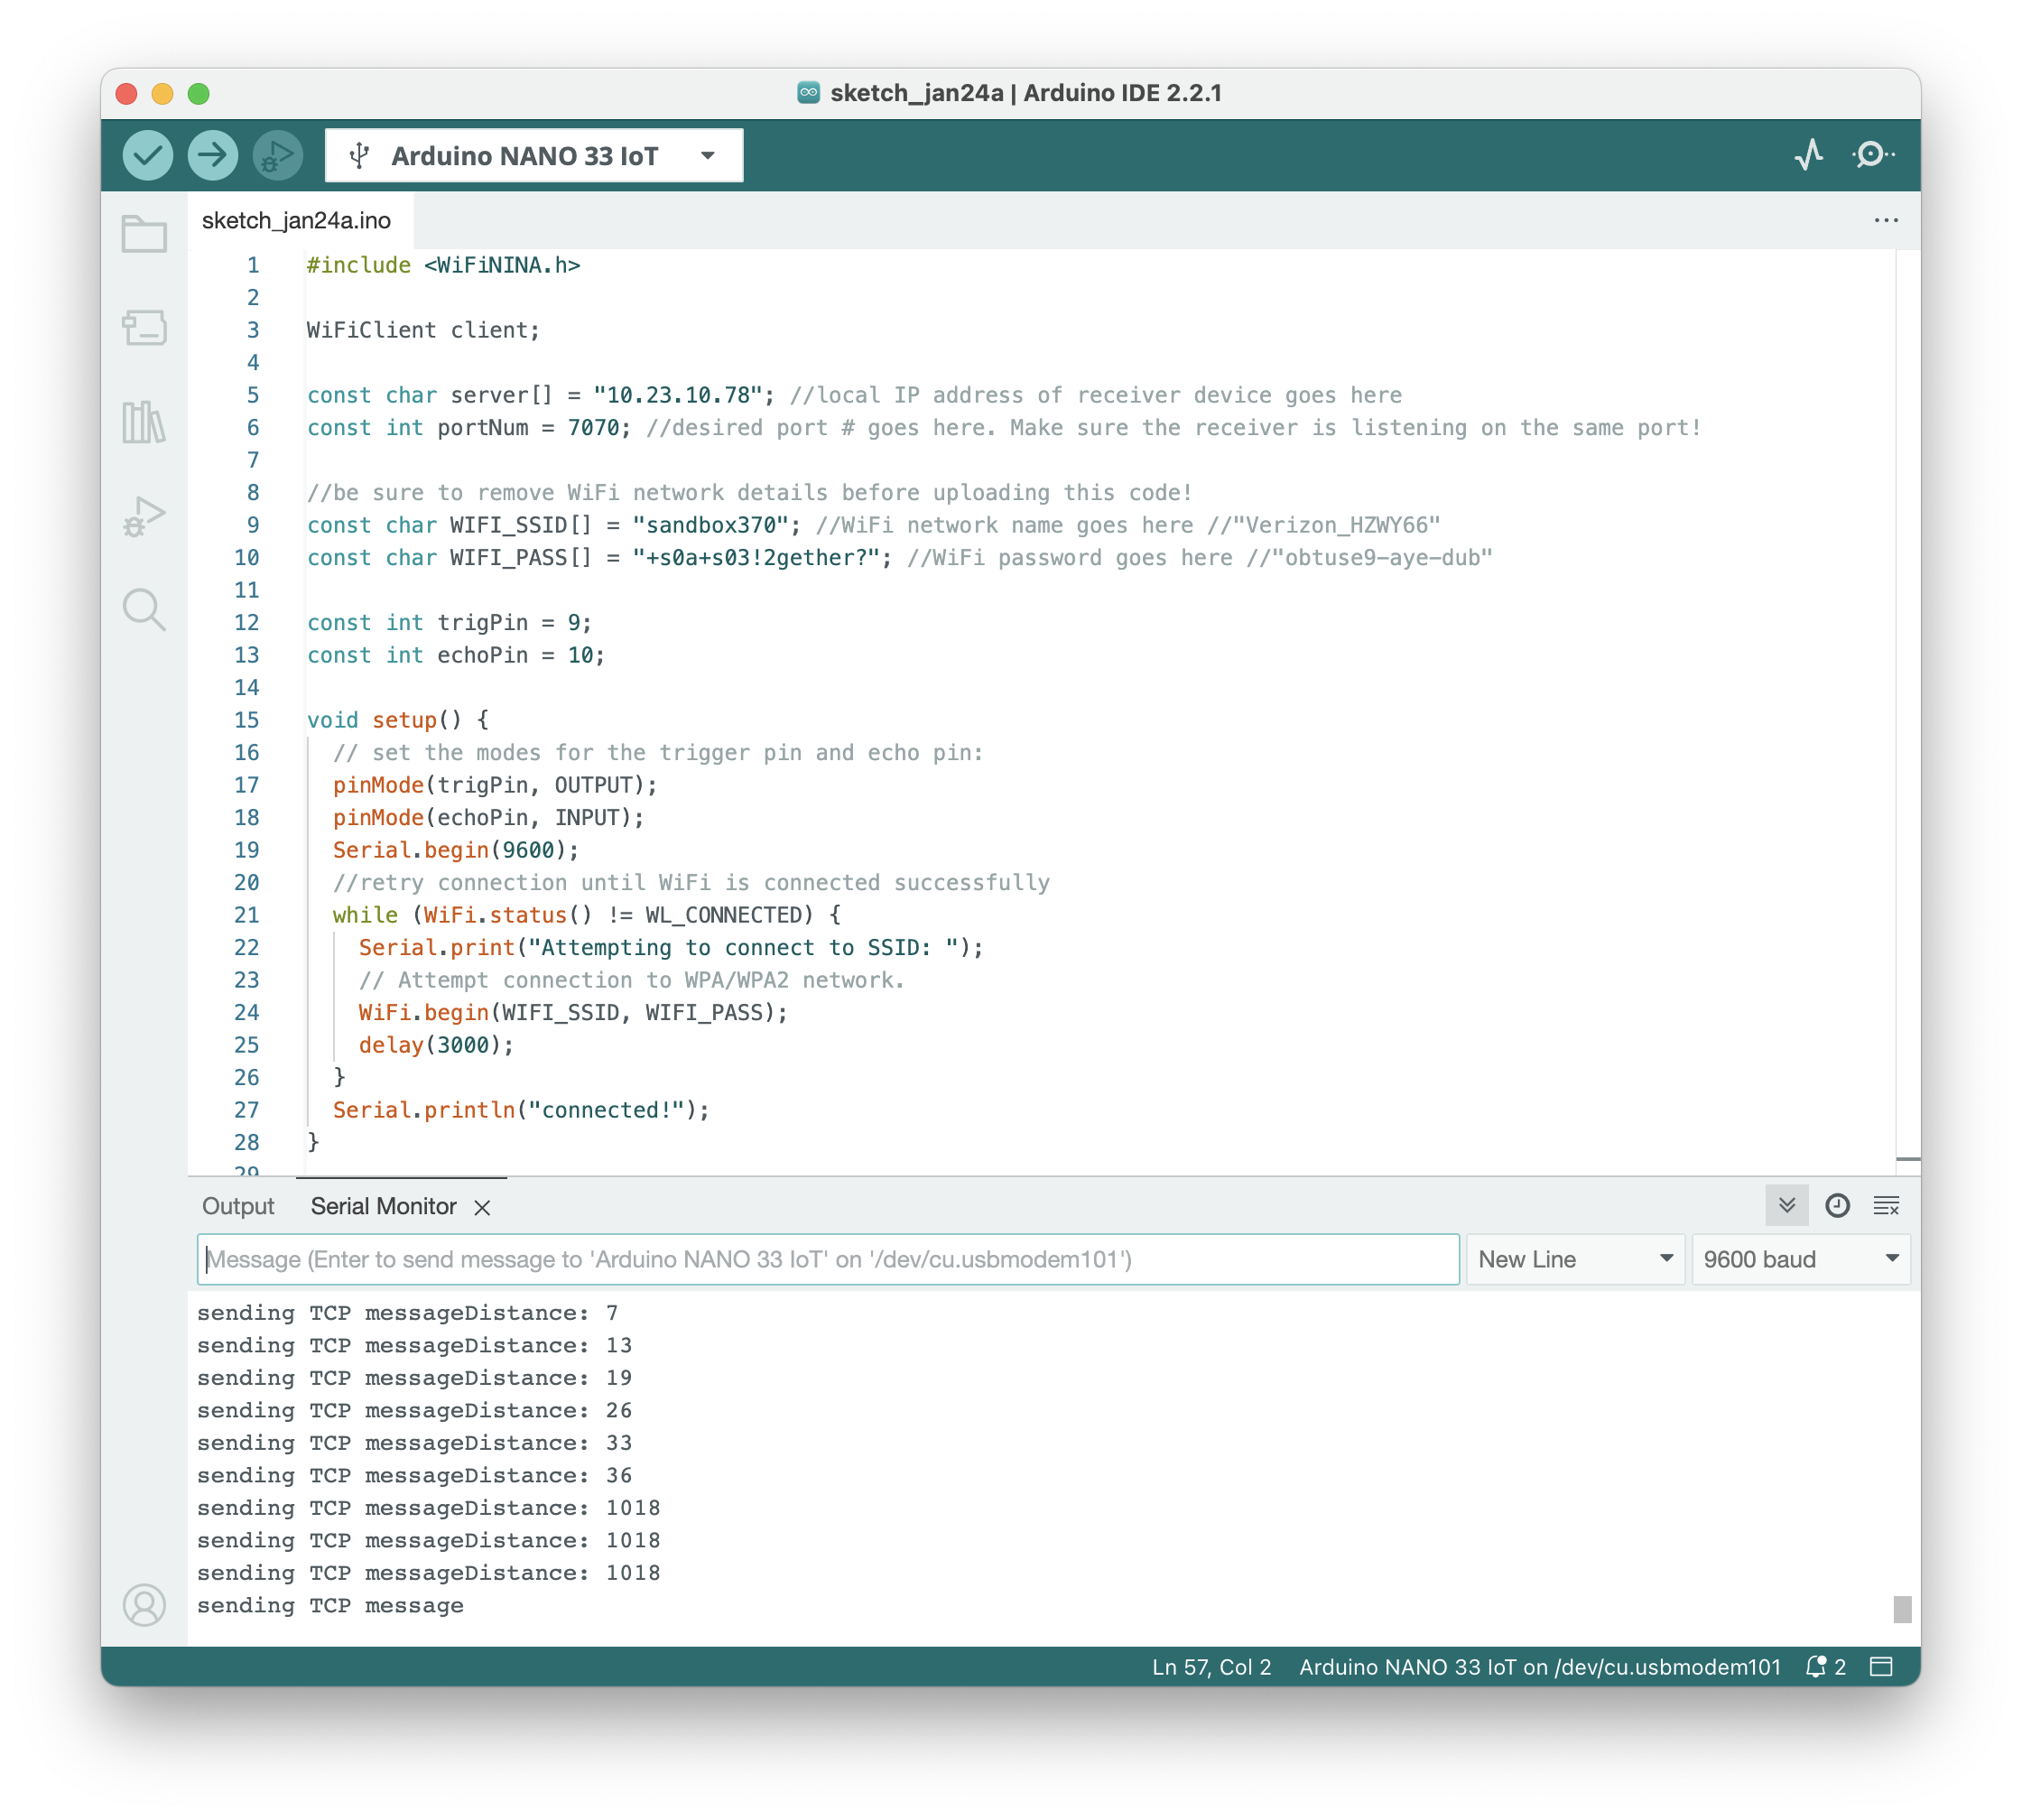 sketch_jan24a | Arduino IDE 2.2.1
Arduino NANO 33 IoT
sketch_jan24a.ino
1 #include <WiFiNINA.h>
2
3 WiFiClient client;
4
5 const char server[] = "10.23.10.78"; //local IP address of receiver device goes here
6 const int portNum = 7070; //desired port # goes here. Make sure the receiver is listening on the same port!
7
8 //be sure to remove WiFi network details before uploading this code!
9 const char WIFI_SSID[] = "sandbox370"; //WiFi network name goes here //"Verizon_HZWY66"
10 const char WIFI_PASS[] = "+s0a+s03!2gether?"; //WiFi password goes here //"obtuse9-aye-dub"
11
12 const int trigPin = 9;
13 const int echoPin = 10;
14
15 void setup() {
16 // set the modes for the trigger pin and echo pin:
17 pinMode(trigPin, OUTPUT);
18 pinMode(echoPin, INPUT);
19 Serial.begin(9600);
20 //retry connection until WiFi is connected successfully
21 while (WiFi.status() != WL_CONNECTED) {
22 Serial.print("Attempting to connect to SSID: ");
23 // Attempt connection to WPA/WPA2 network.
24 WiFi.begin(WIFI_SSID, WIFI_PASS);
25 delay(3000);
26 }
27 Serial.println("connected!");
28 }
29
Output Serial Monitor
Message (Enter to send message to 'Arduino NANO 33 IoT' on '/dev/cu.usbmodem101') New Line 9600 baud
sending TCP messageDistance: 7
sending TCP messageDistance: 13
sending TCP messageDistance: 19
sending TCP messageDistance: 26
sending TCP messageDistance: 33
sending TCP messageDistance: 36
sending TCP messageDistance: 1018
sending TCP messageDistance: 1018
sending TCP messageDistance: 1018
sending TCP message
Ln 57, Col 2 Arduino NANO 33 IoT on /dev/cu.usbmodem101 2